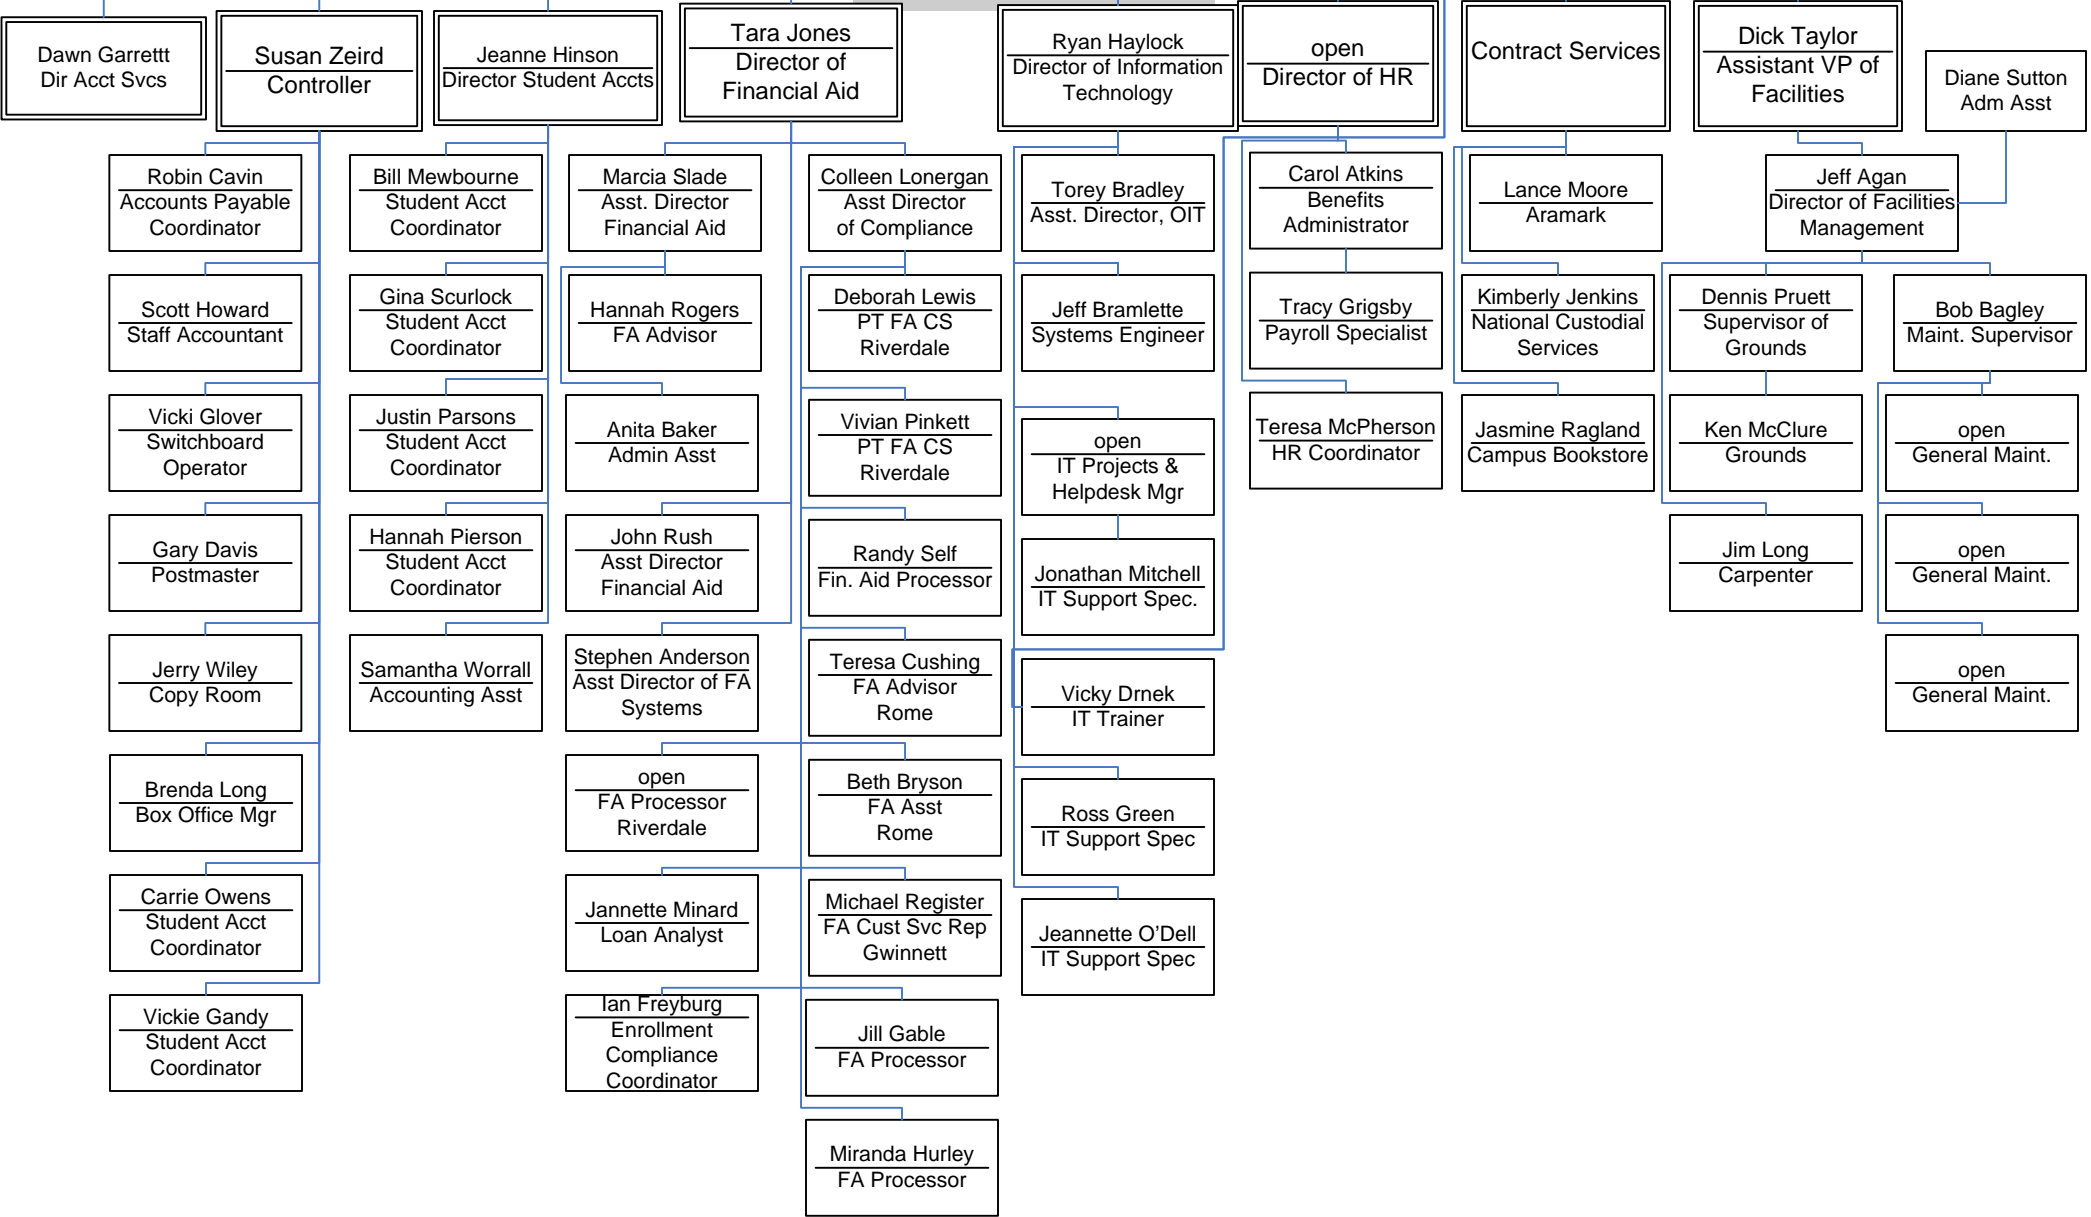 Dawn Garrettt
Dir Acct Svcs
Susan Zeird
Controller
Jeanne Hinson
Director Student Accts
Tara Jones
Director of
Financial Aid
Ryan Haylock
Director of Information
Technology
open
Director of HR
Contract Services
Dick Taylor
Assistant VP of
Facilities
Diane Sutton
Adm Asst
Robin Cavin
Accounts Payable
Coordinator
Scott Howard
Staff Accountant
Vicki Glover
Switchboard
Operator
Gary Davis
Postmaster
Jerry Wiley
Copy Room
Brenda Long
Box Office Mgr
Carrie Owens
Student Acct
Coordinator
Vickie Gandy
Student Acct
Coordinator
Bill Mewbourne
Student Acct
Coordinator
Gina Scurlock
Student Acct
Coordinator
Justin Parsons
Student Acct
Coordinator
Hannah Pierson
Student Acct
Coordinator
Samantha Worrall
Accounting Asst
Marcia Slade
Asst. Director
Financial Aid
Hannah Rogers
FA Advisor
Anita Baker
Admin Asst
John Rush
Asst Director
Financial Aid
Stephen Anderson
Asst Director of FA
Systems
open
FA Processor
Riverdale
Jannette Minard
Loan Analyst
Ian Freyburg
Enrollment
Compliance
Coordinator
Colleen Lonergan
Asst Director
of Compliance
Deborah Lewis
PT FA CS
Riverdale
Vivian Pinkett
PT FA CS
Riverdale
Randy Self
Fin. Aid Processor
Teresa Cushing
FA Advisor
Rome
Beth Bryson
FA Asst
Rome
Michael Register
FA Cust Svc Rep
Gwinnett
Jill Gable
FA Processor
Miranda Hurley
FA Processor
Torey Bradley
Asst. Director, OIT
Jeff Bramlette
Systems Engineer
open
IT Projects &
Helpdesk Mgr
Jonathan Mitchell
IT Support Spec.
Vicky Drnek
IT Trainer
Ross Green
IT Support Spec
Jeannette O’Dell
IT Support Spec
Carol Atkins
Benefits
Administrator
Tracy Grigsby
Payroll Specialist
Teresa McPherson
HR Coordinator
Lance Moore
Aramark
Kimberly Jenkins
National Custodial
Services
Jasmine Ragland
Campus Bookstore
Jeff Agan
Director of Facilities
Management
Dennis Pruett
Supervisor of
Grounds
Ken McClure
Grounds
Jim Long
Carpenter
Bob Bagley
Maint. Supervisor
open
General Maint.
open
General Maint.
open
General Maint.